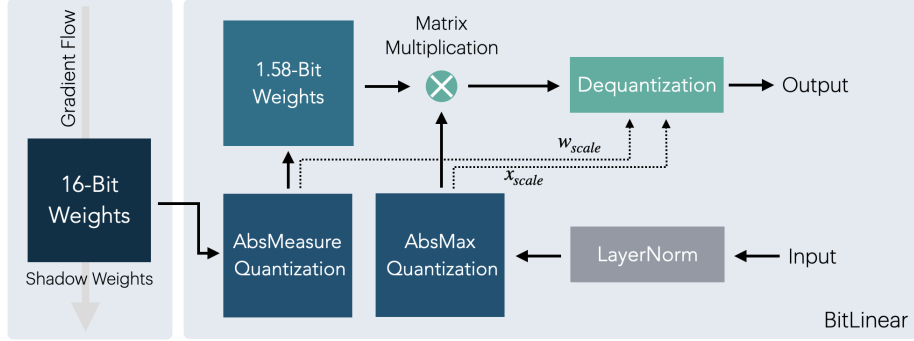 Gradient Flow
16-Bit
Weights
Shadow Weights
1.58-Bit
Weights
Matrix
Multiplication
Dequantization
Output
w_scale
x_scale
AbsMeasure
Quantization
AbsMax
Quantization
LayerNorm
Input
BitLinear